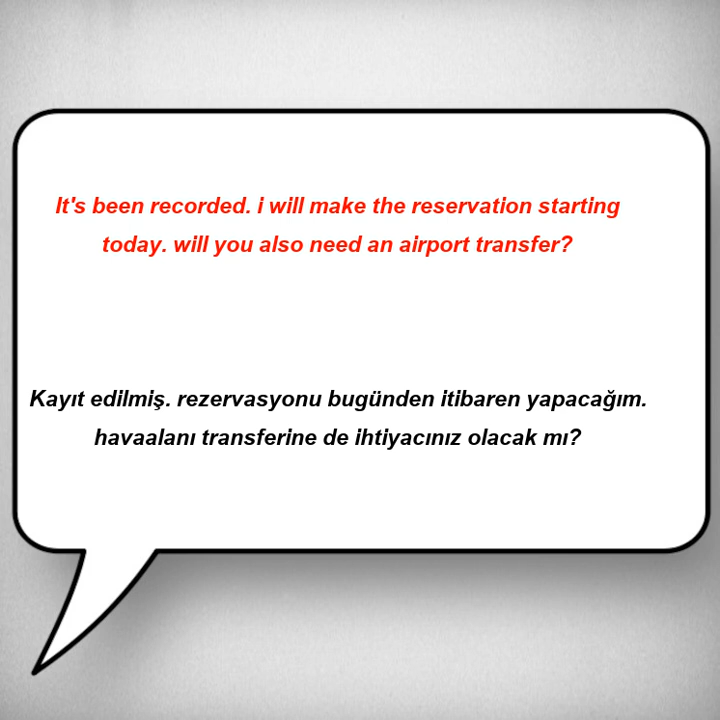 It's been recorded. i will make the reservation starting
today. will you also need an airport transfer?
Kayıt edilmiş. rezervasyonu bugünden itibaren yapacağım.
havaalanı transferine de ihtiyacınız olacak mı?